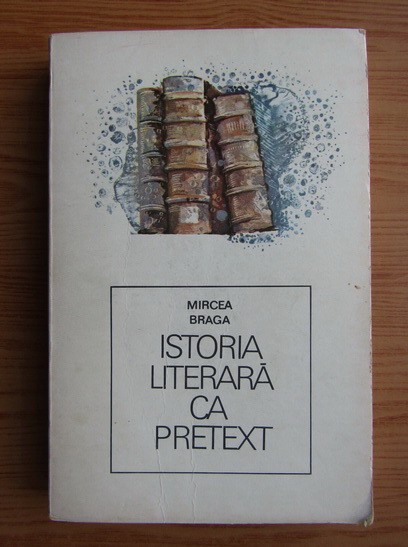 MIRCEA
BRAGA
ISTORIA
LITERARĂ
CA
PRETEXT